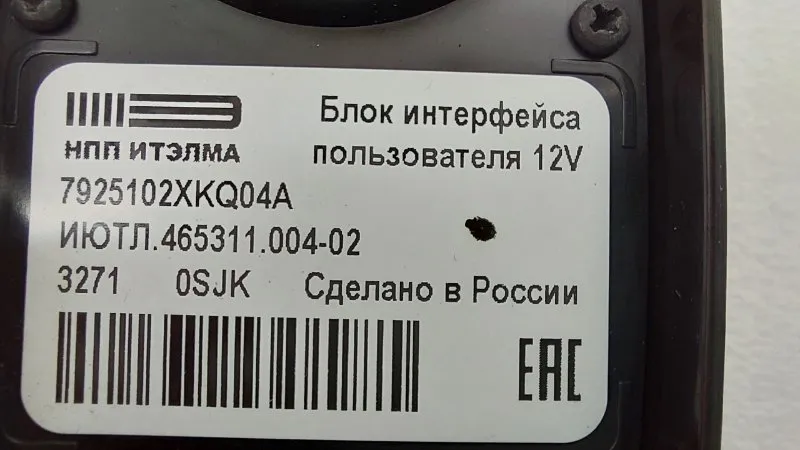 Блок интерфейса
НПП ИТЭЛМА
пользователя 12V
7925102XKQ04A
ИЮТЛ.465311.004-02
3271 0SJK Сделано в России
EAC